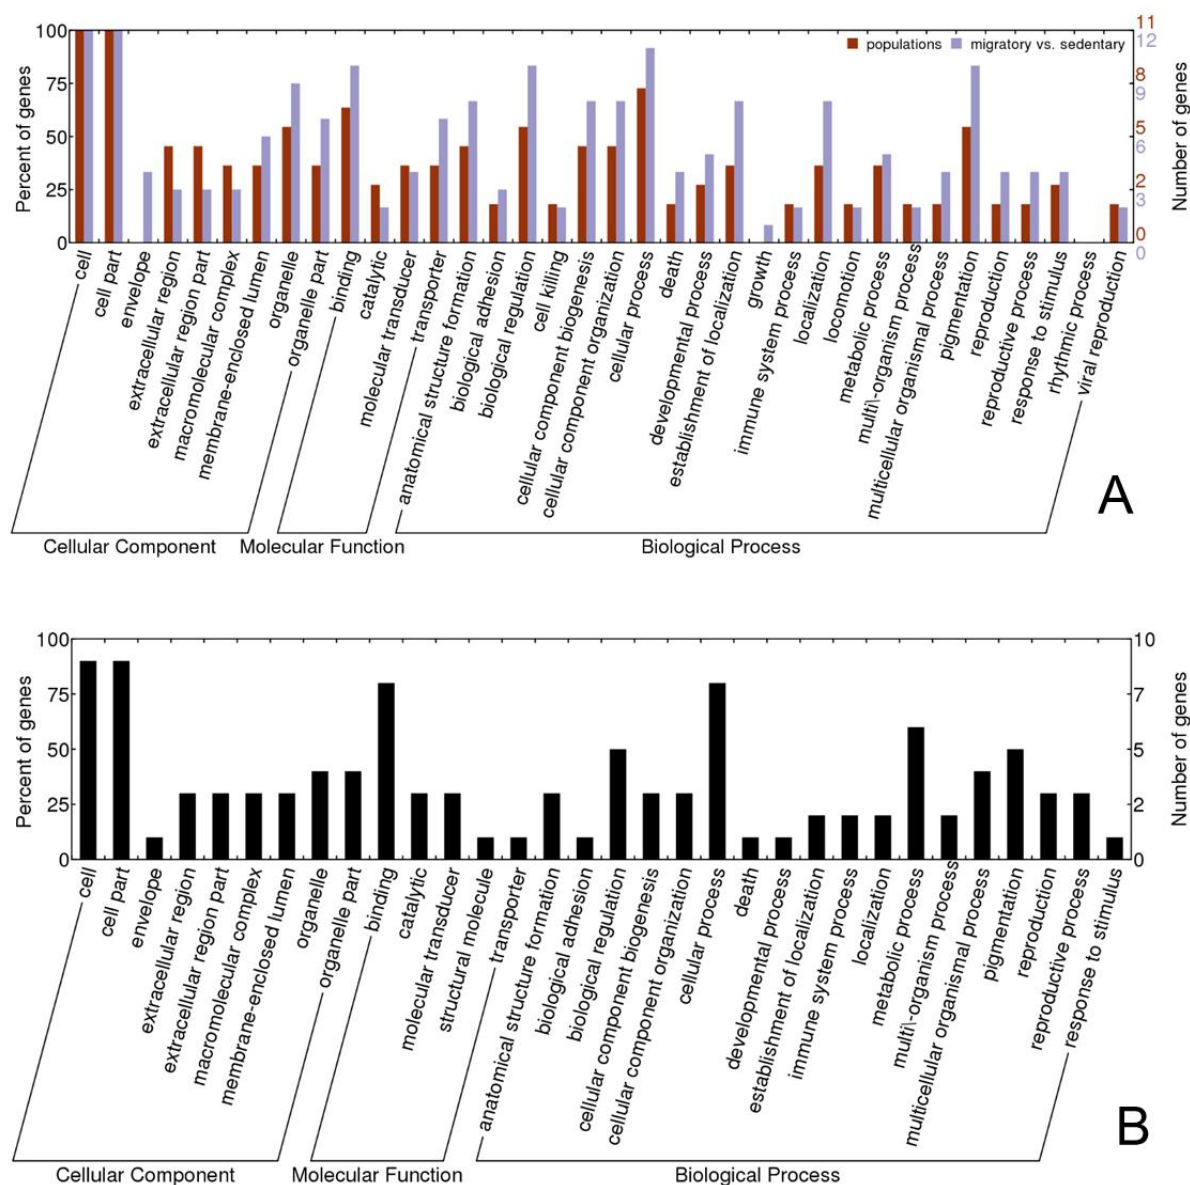 100
75
50
25
0
Percent of genes
populations
migratory vs. sedentary
11
12
8
9
5
6
2
3
0
0
Number of genes
cell
cell part
envelope
extracellular region
extracellular region part
macromolecular complex
membrane-enclosed lumen
organelle
organelle part
binding
catalytic
molecular transducer
transporter
anatomical structure formation
biological adhesion
biological regulation
cell killing
cellular component biogenesis
cellular component organization
cellular process
death
developmental process
establishment of localization
growth
immune system process
localization
locomotion
metabolic process
multi\-organism process
multicellular organismal process
pigmentation
reproduction
reproductive process
response to stimulus
rhythmic process
viral reproduction
Cellular Component
Molecular Function
Biological Process
A
100
75
50
25
0
Percent of genes
10
7
5
2
0
Number of genes
cell
cell part
envelope
extracellular region
extracellular region part
macromolecular complex
membrane-enclosed lumen
organelle
organelle part
binding
catalytic
molecular transducer
structural molecule
transporter
anatomical structure formation
biological adhesion
biological regulation
cellular component biogenesis
cellular component organization
cellular process
death
developmental process
establishment of localization
immune system process
localization
metabolic process
multi\-organism process
multicellular organismal process
pigmentation
reproduction
reproductive process
response to stimulus
Cellular Component
Molecular Function
Biological Process
B